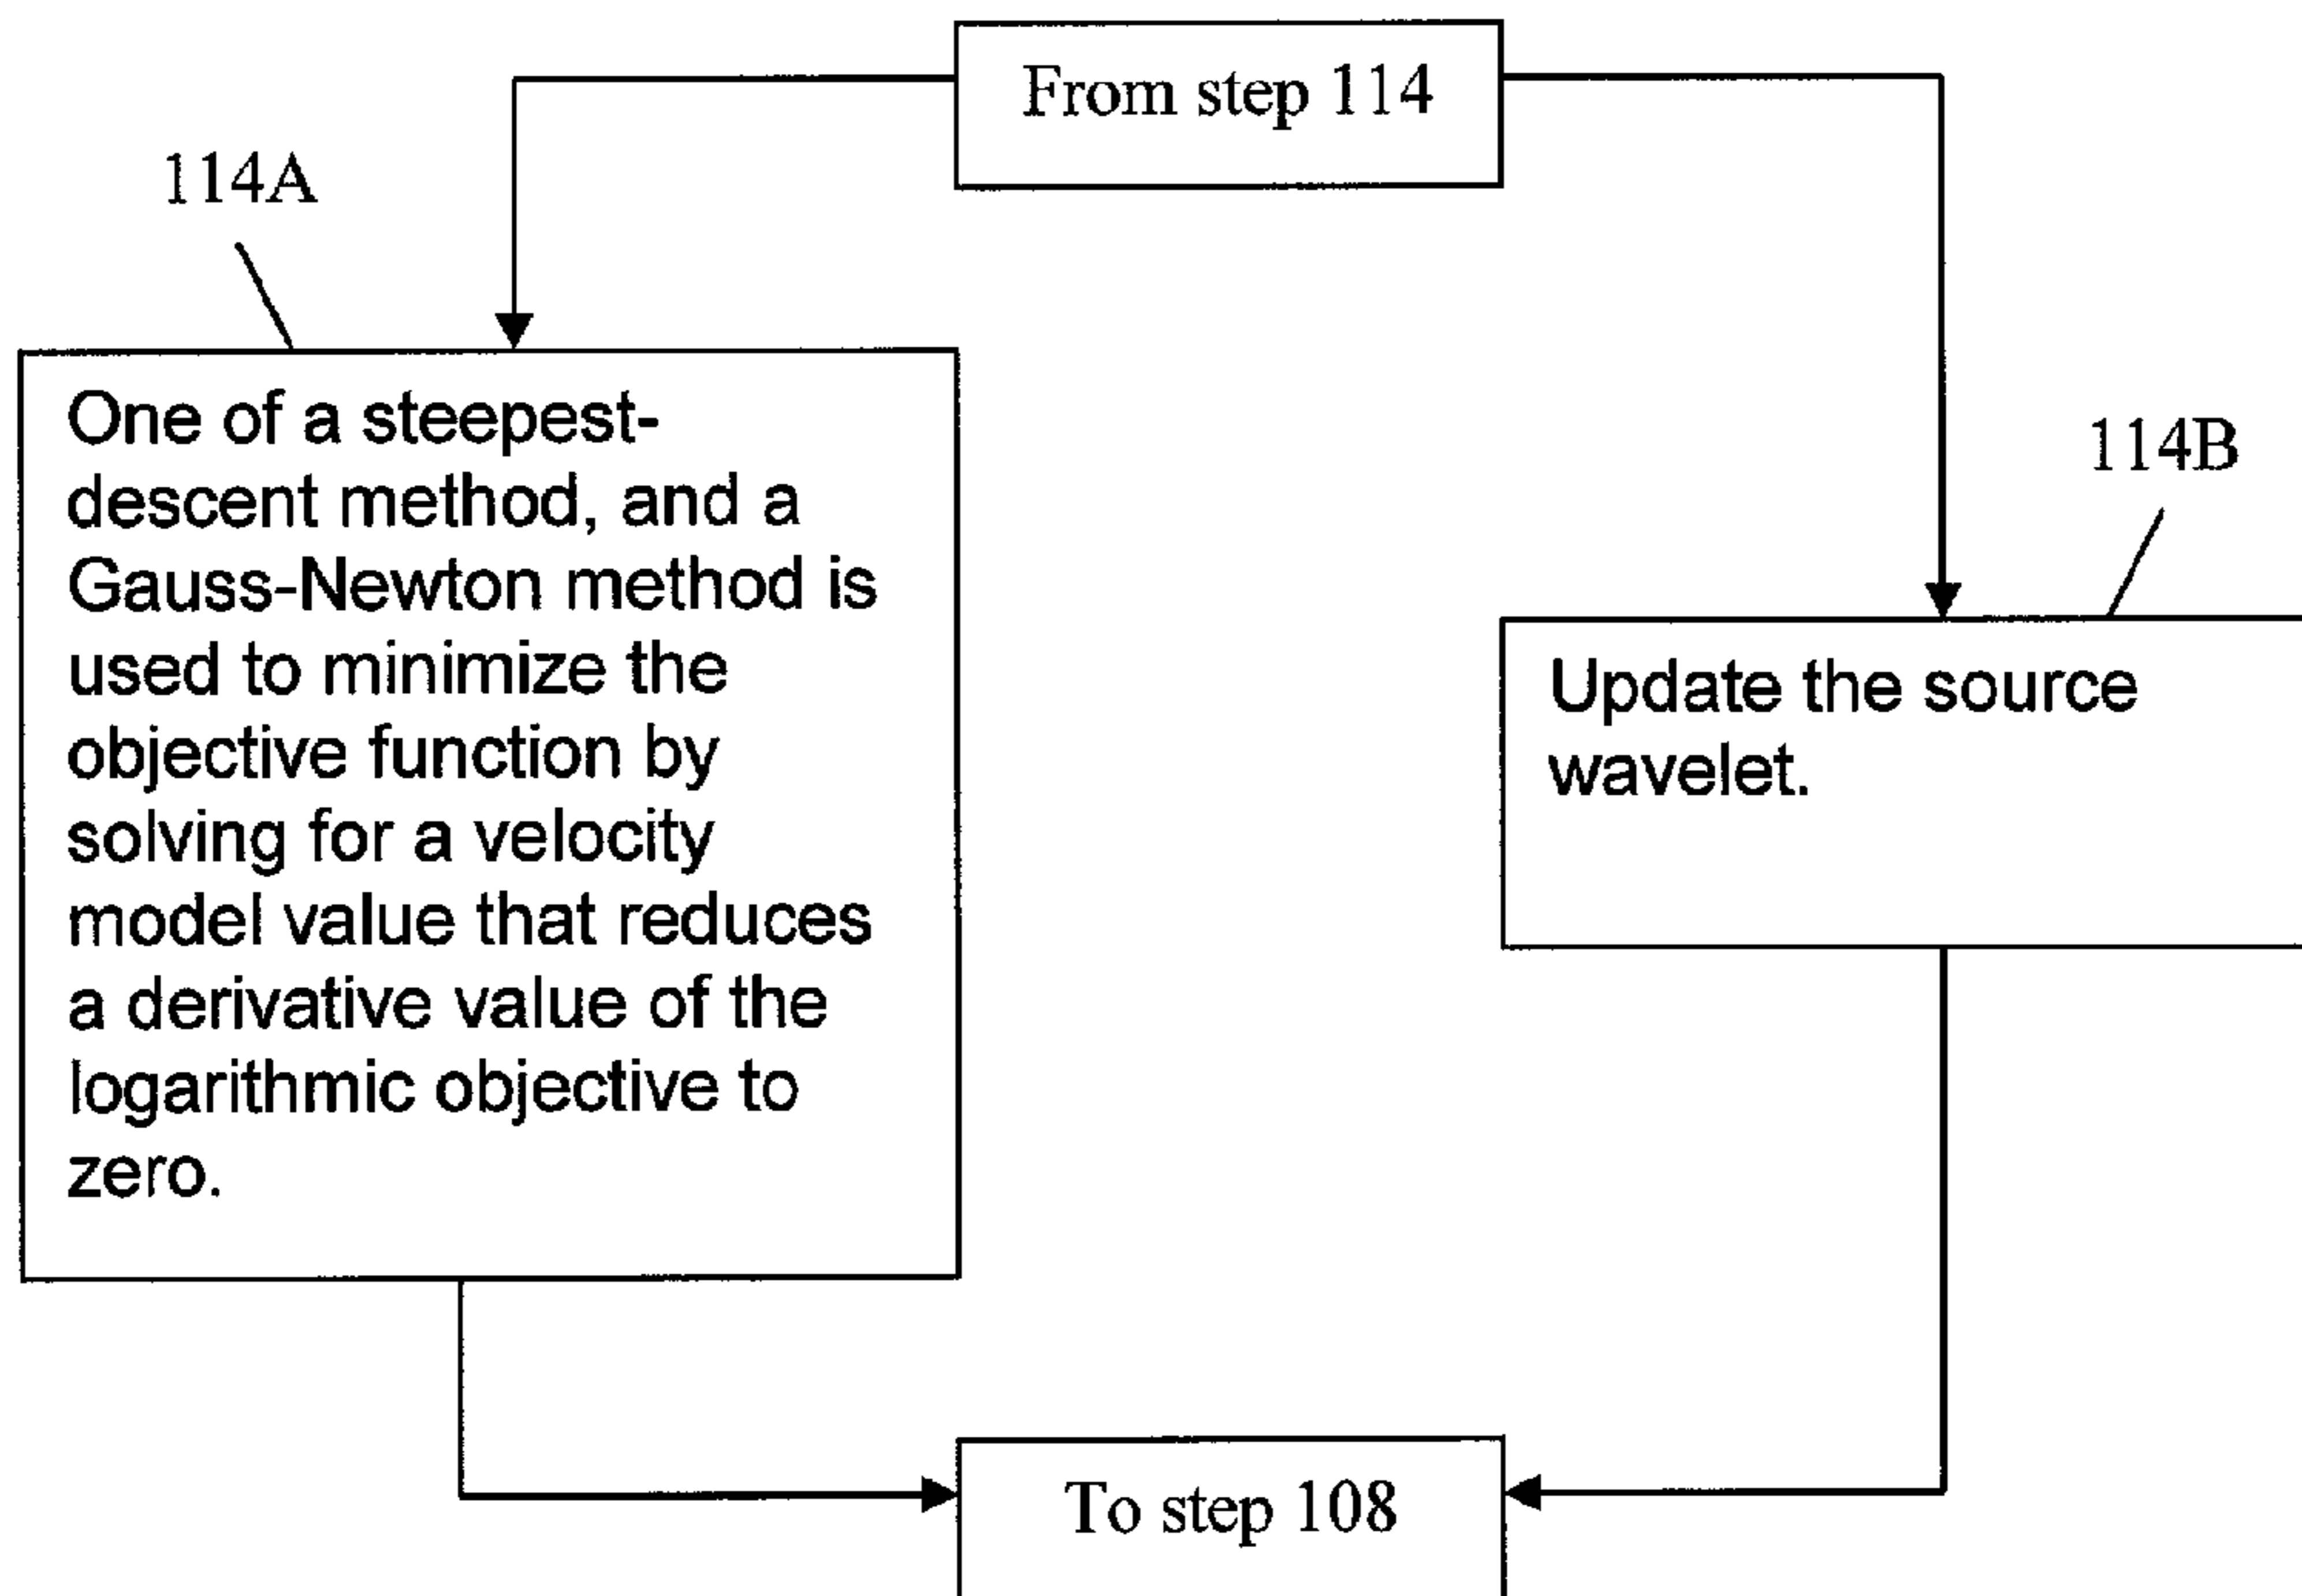 From step 114
114A
One of a steepest-
descent method, and a
Gauss-Newton method is
used to minimize the
objective function by
solving for a velocity
model value that reduces
a derivative value of the
logarithmic objective to
zero.
114B
Update the source
wavelet.
To step 108